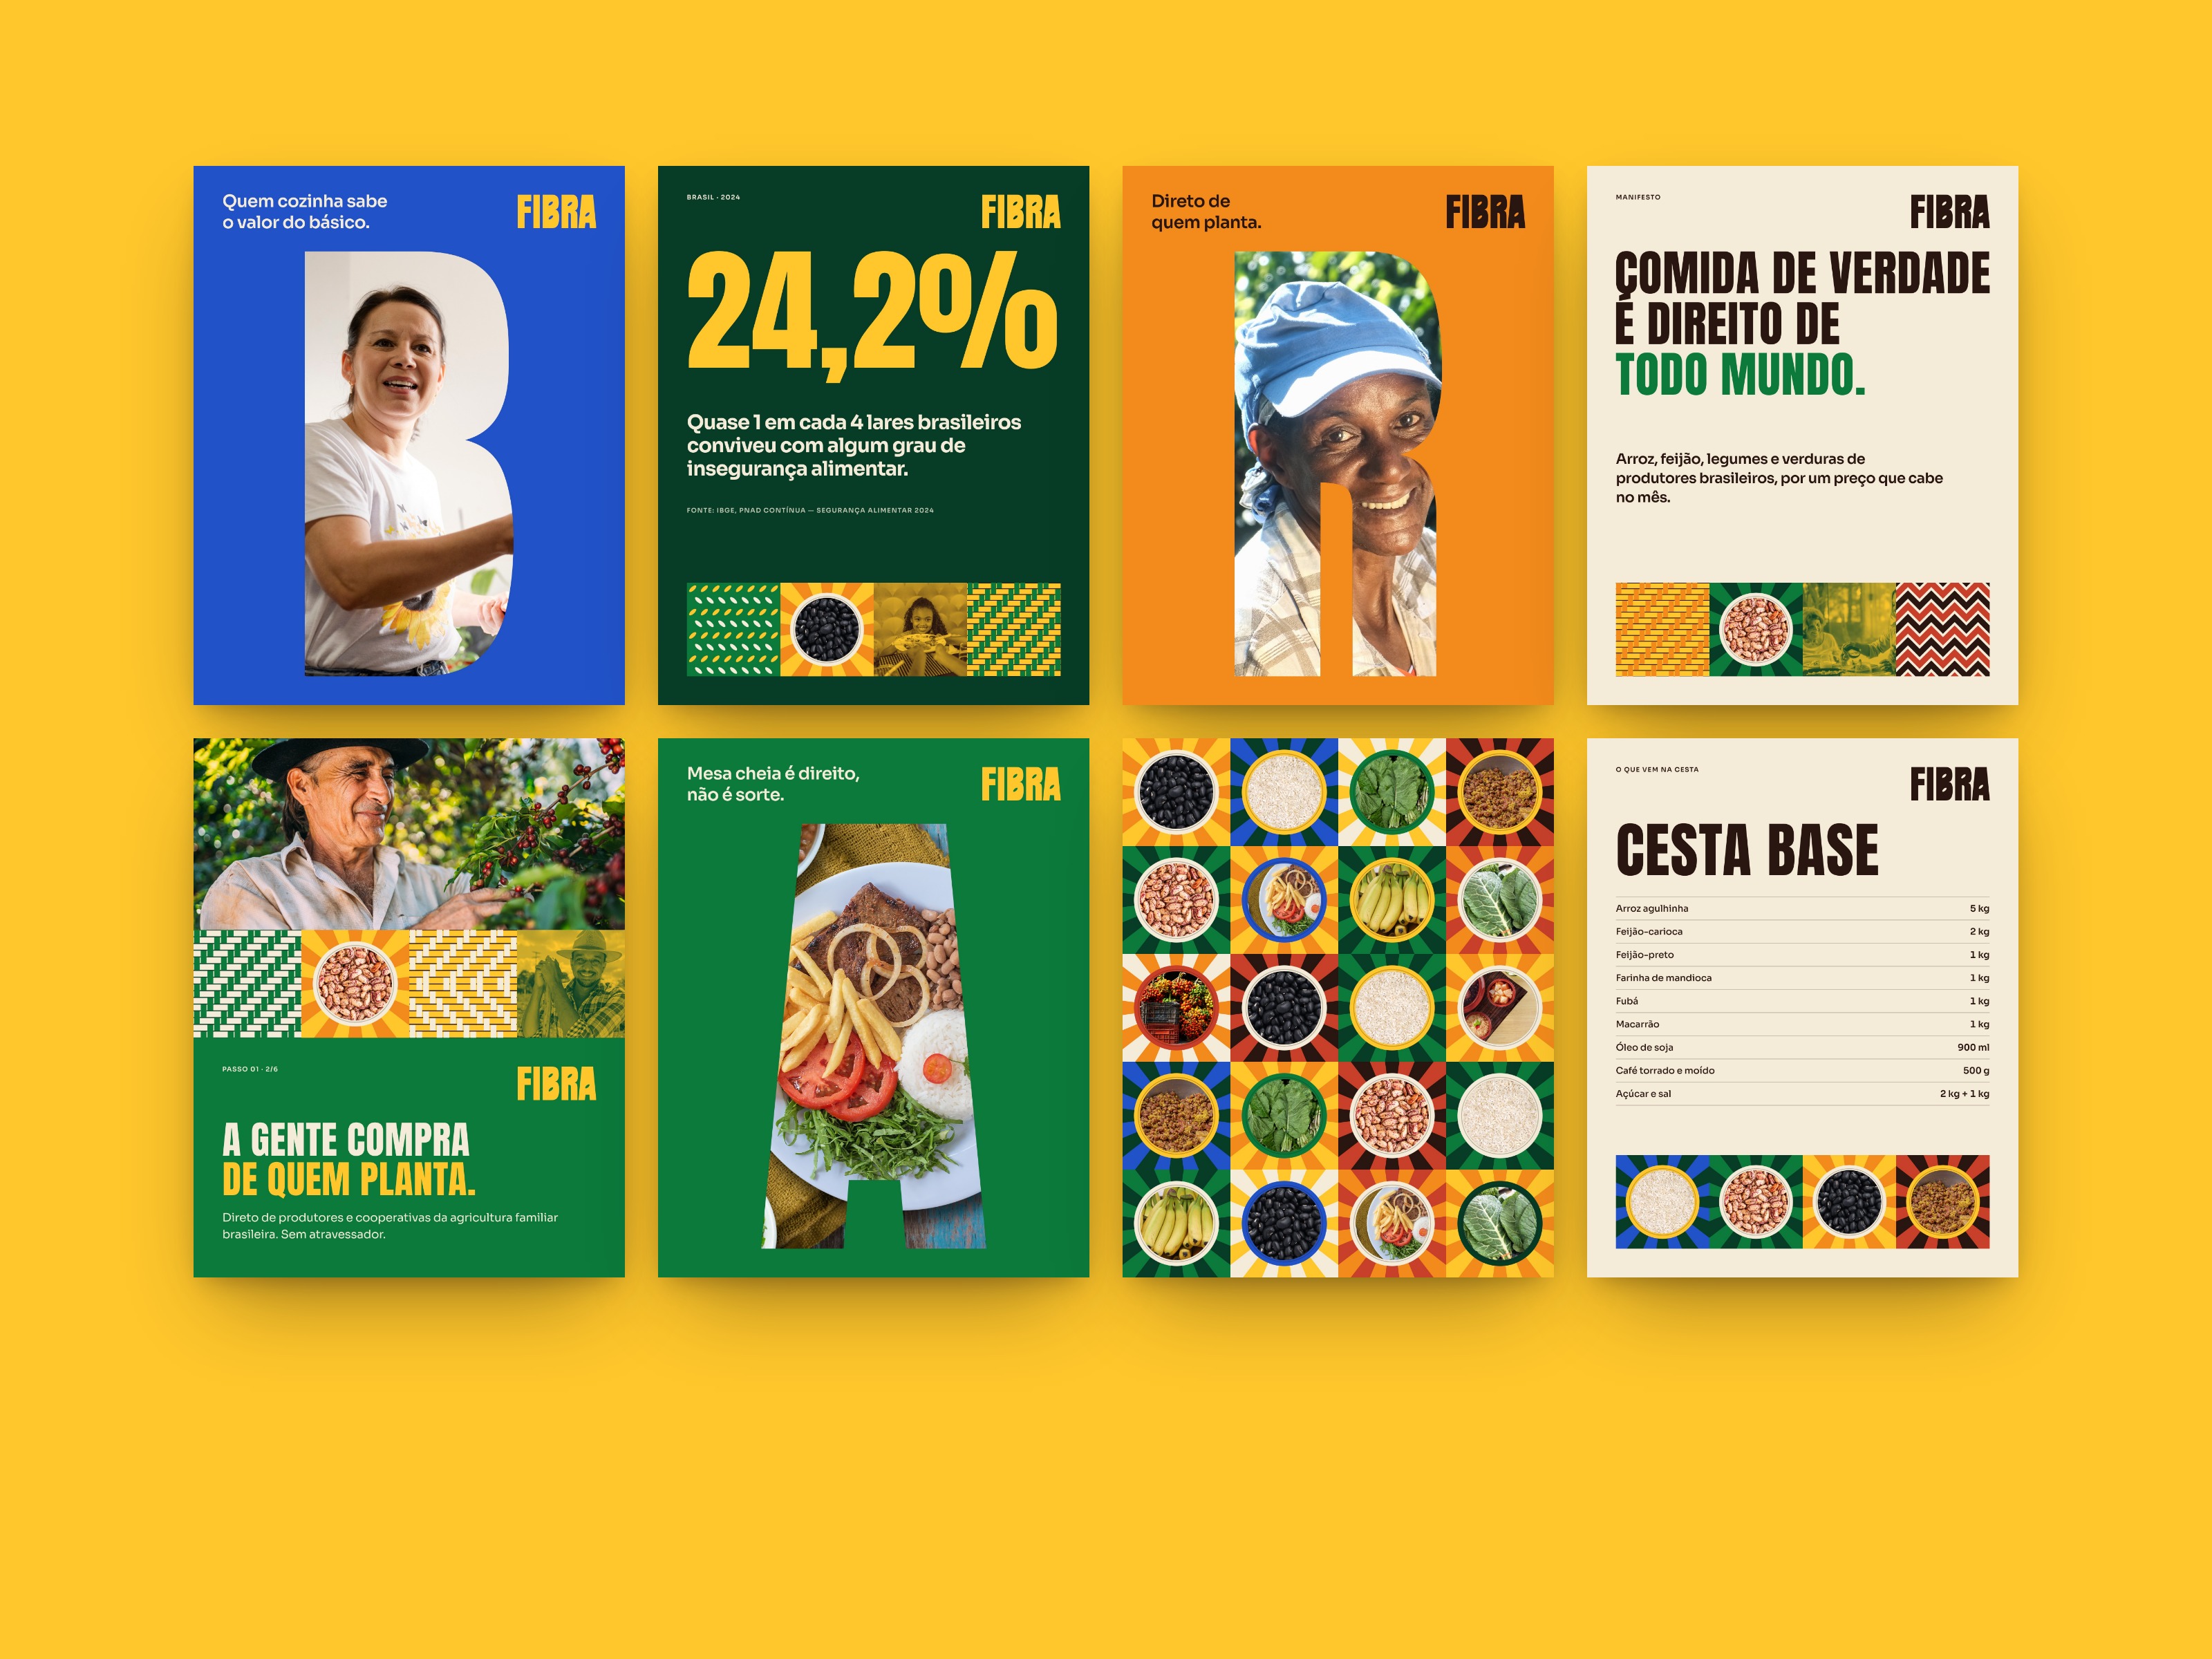 Quem cozinha sabe
o valor do básico.
FIBRA
B
BRASIL · 2024
FIBRA
24,2%
Quase 1 em cada 4 lares brasileiros
conviveu com algum grau de
insegurança alimentar.
FONTE: IBGE, PNAD CONTÍNUA — SEGURANÇA ALIMENTAR 2024
Direto de
quem planta.
FIBRA
R
MANIFESTO
FIBRA
COMIDA DE VERDADE
É DIREITO DE
TODO MUNDO.
Arroz, feijão, legumes e verduras de
produtores brasileiros, por um preço que cabe
no mês.
PASSO 01 · 2/6
FIBRA
A GENTE COMPRA
DE QUEM PLANTA.
Direto de produtores e cooperativas da agricultura familiar
brasileira. Sem atravessador.
Mesa cheia é direito,
não é sorte.
FIBRA
A
O QUE VEM NA CESTA
FIBRA
CESTA BASE
Arroz agulhinha 5 kg
Feijão-carioca 2 kg
Feijão-preto 1 kg
Farinha de mandioca 1 kg
Fubá 1 kg
Macarrão 1 kg
Óleo de soja 900 ml
Café torrado e moído 500 g
Açúcar e sal 2 kg + 1 kg